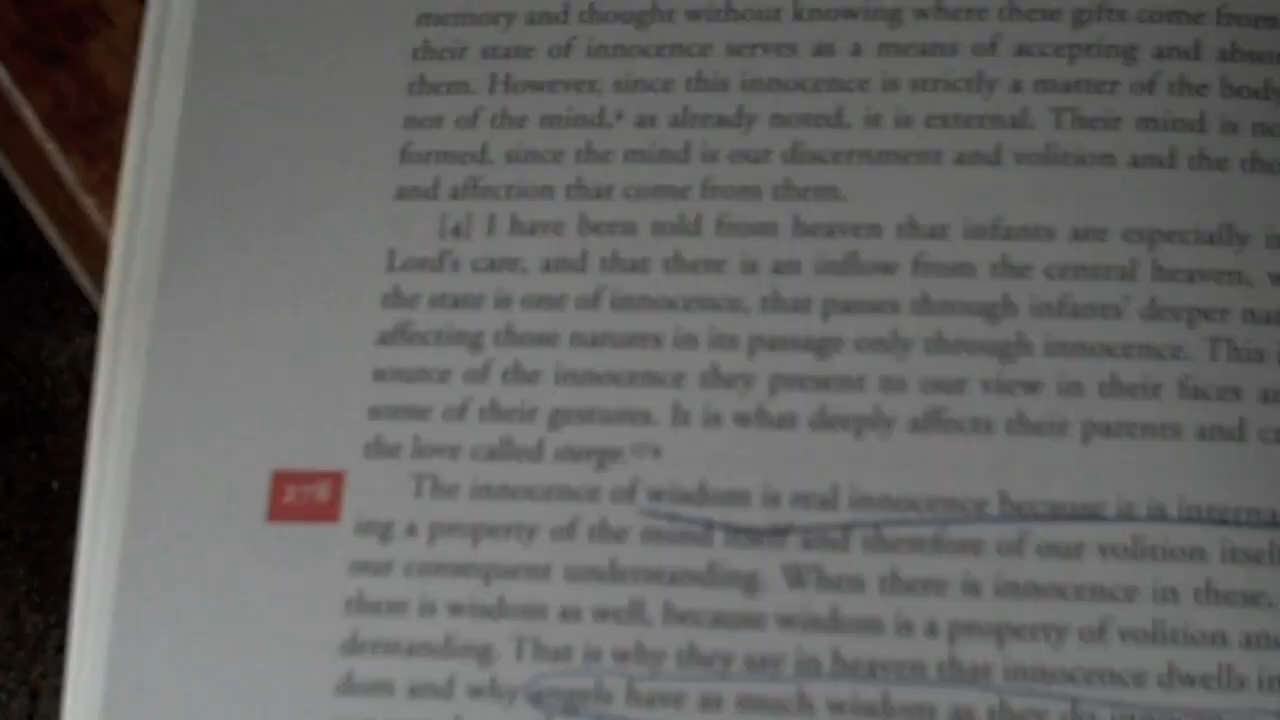 memory and thought without knowing where these gifts come from
their state of innocence serves as a means of accepting and
them. However, since this innocence is strictly a matter of the body
not of the mind, as already noted, it is external. Their mind is
formed, since the mind is our discernment and volition and the
and affection that come from them.
[4] I have been told from heaven that infants are especially
Lord's care, and that there is an inflow from the central heaven,
the state is one of innocence, that passes through infants' deeper
affecting those natures in its passage only through innocence. This
source of the innocence they present to our view in their faces
some of their gestures. It is what deeply affects their parents and
the love called storge.
278
The innocence of wisdom is real innocence because it is interna
ing a property of the mind itself and therefore of our volition itself
our consequent understanding. When there is innocence in these,
there is wisdom as well, because wisdom is a property of volition and
derstanding. That is why they say in heaven that innocence dwells in
dom and why angels have as much wisdom as they do